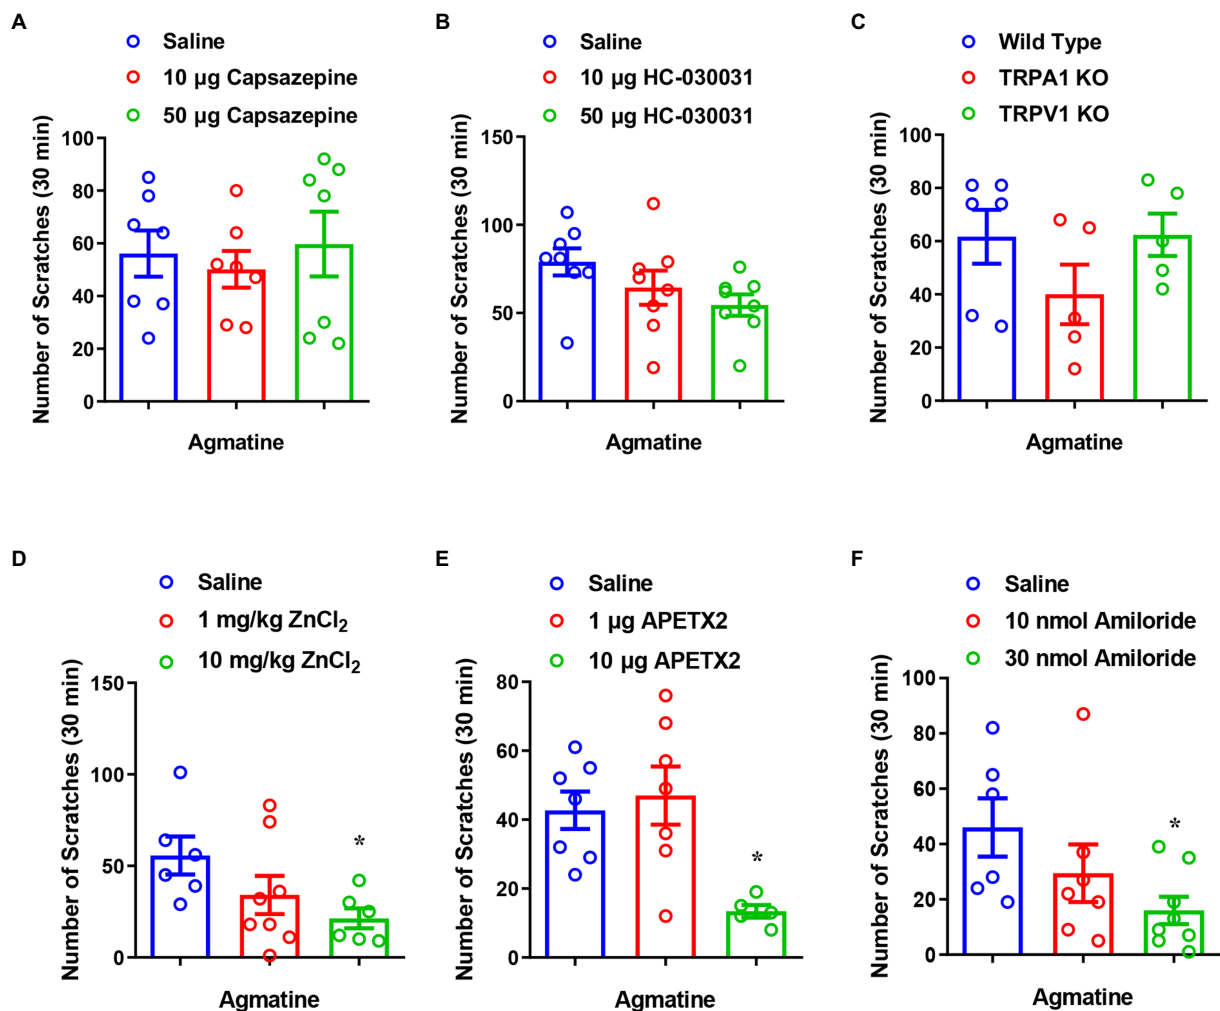 A
Saline
10 µg Capsazepine
50 µg Capsazepine
Number of Scratches (30 min)
100
80
60
40
20
0
Agmatine
B
Saline
10 µg HC-030031
50 µg HC-030031
Number of Scratches (30 min)
150
100
50
0
Agmatine
C
Wild Type
TRPA1 KO
TRPV1 KO
Number of Scratches (30 min)
100
80
60
40
20
0
Agmatine
D
Saline
1 mg/kg ZnCl2
10 mg/kg ZnCl2
Number of Scratches (30 min)
150
100
50
0
*
Agmatine
E
Saline
1 µg APETX2
10 µg APETX2
Number of Scratches (30 min)
80
60
40
20
0
*
Agmatine
F
Saline
10 nmol Amiloride
30 nmol Amiloride
Number of Scratches (30 min)
100
80
60
40
20
0
*
Agmatine